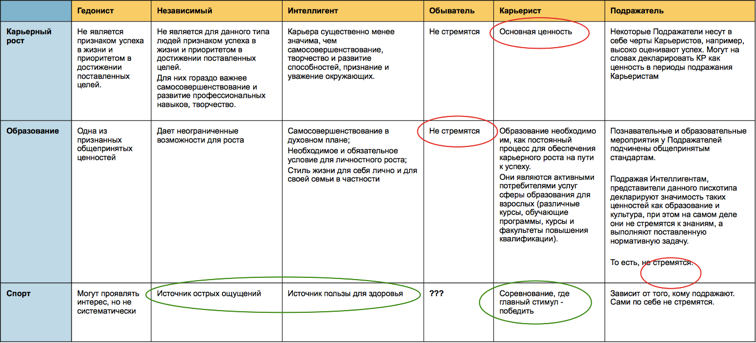 Гедонист
Независимый
Интеллигент
Обыватель
Карьерист
Подражатель
Карьерный
рост
Не является
признаком успеха
в жизни и
приоритетом в
достижении
поставленных
целей.
Не является для данного типа
людей признаком успеха в
жизни и приоритетом в
достижении поставленных
целей.
Для них гораздо важнее
самосовершенствование и
развитие профессиональных
навыков, творчество.
Карьера существенно менее
значима, чем
самосовершенствование,
творчество и развитие
способностей, признание и
уважение окружающих.
Не стремятся
Основная ценность
Некоторые Подражатели несут в
себе черты Карьеристов, например,
высоко оценивают успех. Могут на
словах декларировать КР как
ценность в периоды подражания
Карьеристам
Образование
Одна из
признанных
общепринятых
ценностей
Дает неограниченные
возможности для роста
Самосовершенствование в
духовном плане;
Необходимое и обязательное
условие для личностного роста;
Стиль жизни для себя лично и для
своей семьи в частности
Не стремятся
Образование необходимо
им, как постоянный
процесс для обеспечения
карьерного роста на пути
к успеху.
Они являются активными
потребителями услуг
сферы образования для
взрослых (различные
курсы, обучающие
программы, курсы и
факультеты повышения
квалификации).
Познавательные и образовательные
мероприятия у Подражателей
подчинены общепринятым
стандартам.
Подражая Интеллигентам,
представители данного писхотипа
декларируют значимость таких
ценностей как образование и
культура, при этом на самом деле
они не стремятся к знаниям, а
выполняют поставленную
нормативную задачу.
То есть, не стремятся.
Спорт
Могут проявлять
интерес, но не
систематически
Источник острых ощущений
Источник пользы для здоровья
???
Соревнование, где
главный стимул -
победить
Зависит от того, кому подражают.
Сами по себе не стремятся.